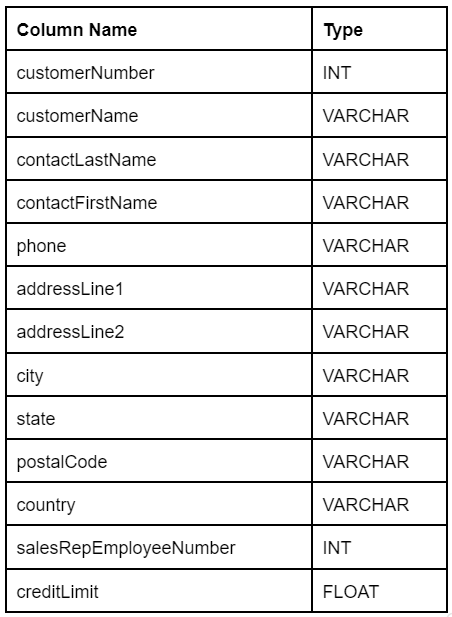 Column Name Type
customerNumber INT
customerName VARCHAR
contactLastName VARCHAR
contactFirstName VARCHAR
phone VARCHAR
addressLine1 VARCHAR
addressLine2 VARCHAR
city VARCHAR
state VARCHAR
postalCode VARCHAR
country VARCHAR
salesRepEmployeeNumber INT
creditLimit FLOAT